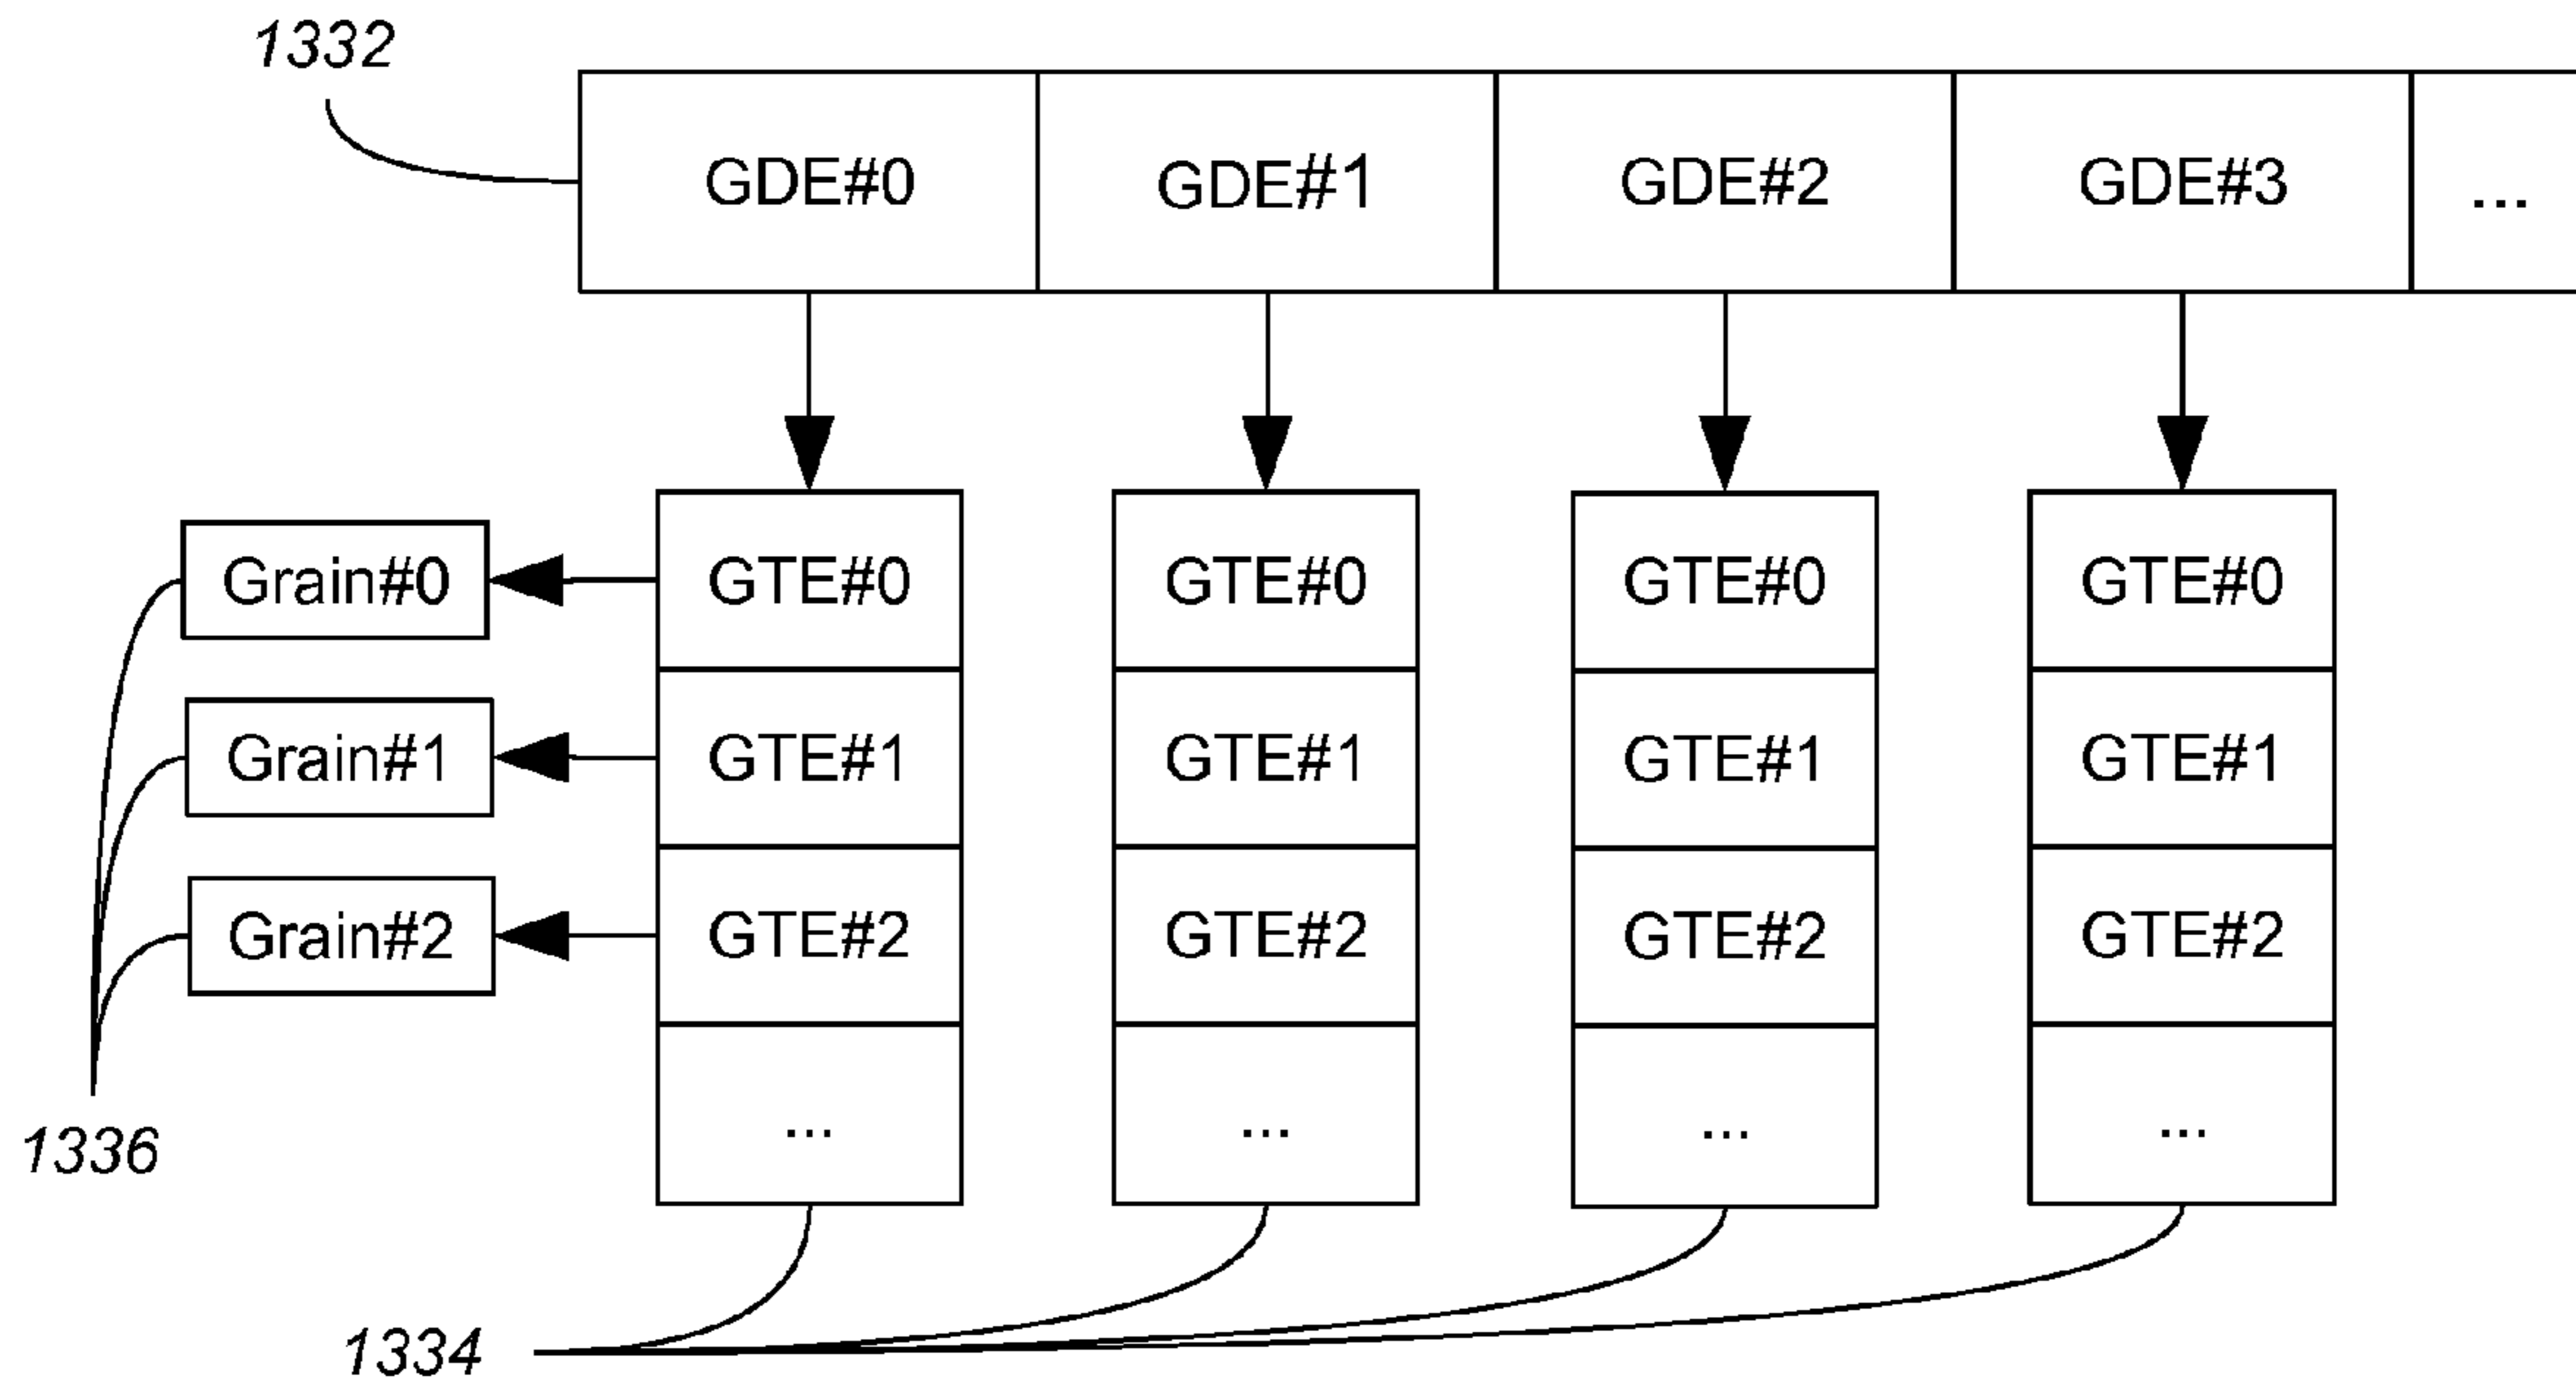 1332
GDE#0 GDE#1 GDE#2 GDE#3 ...
Grain#0 GTE#0 GTE#0 GTE#0 GTE#0
Grain#1 GTE#1 GTE#1 GTE#1 GTE#1
Grain#2 GTE#2 GTE#2 GTE#2 GTE#2
... ... ... ...
1336
1334